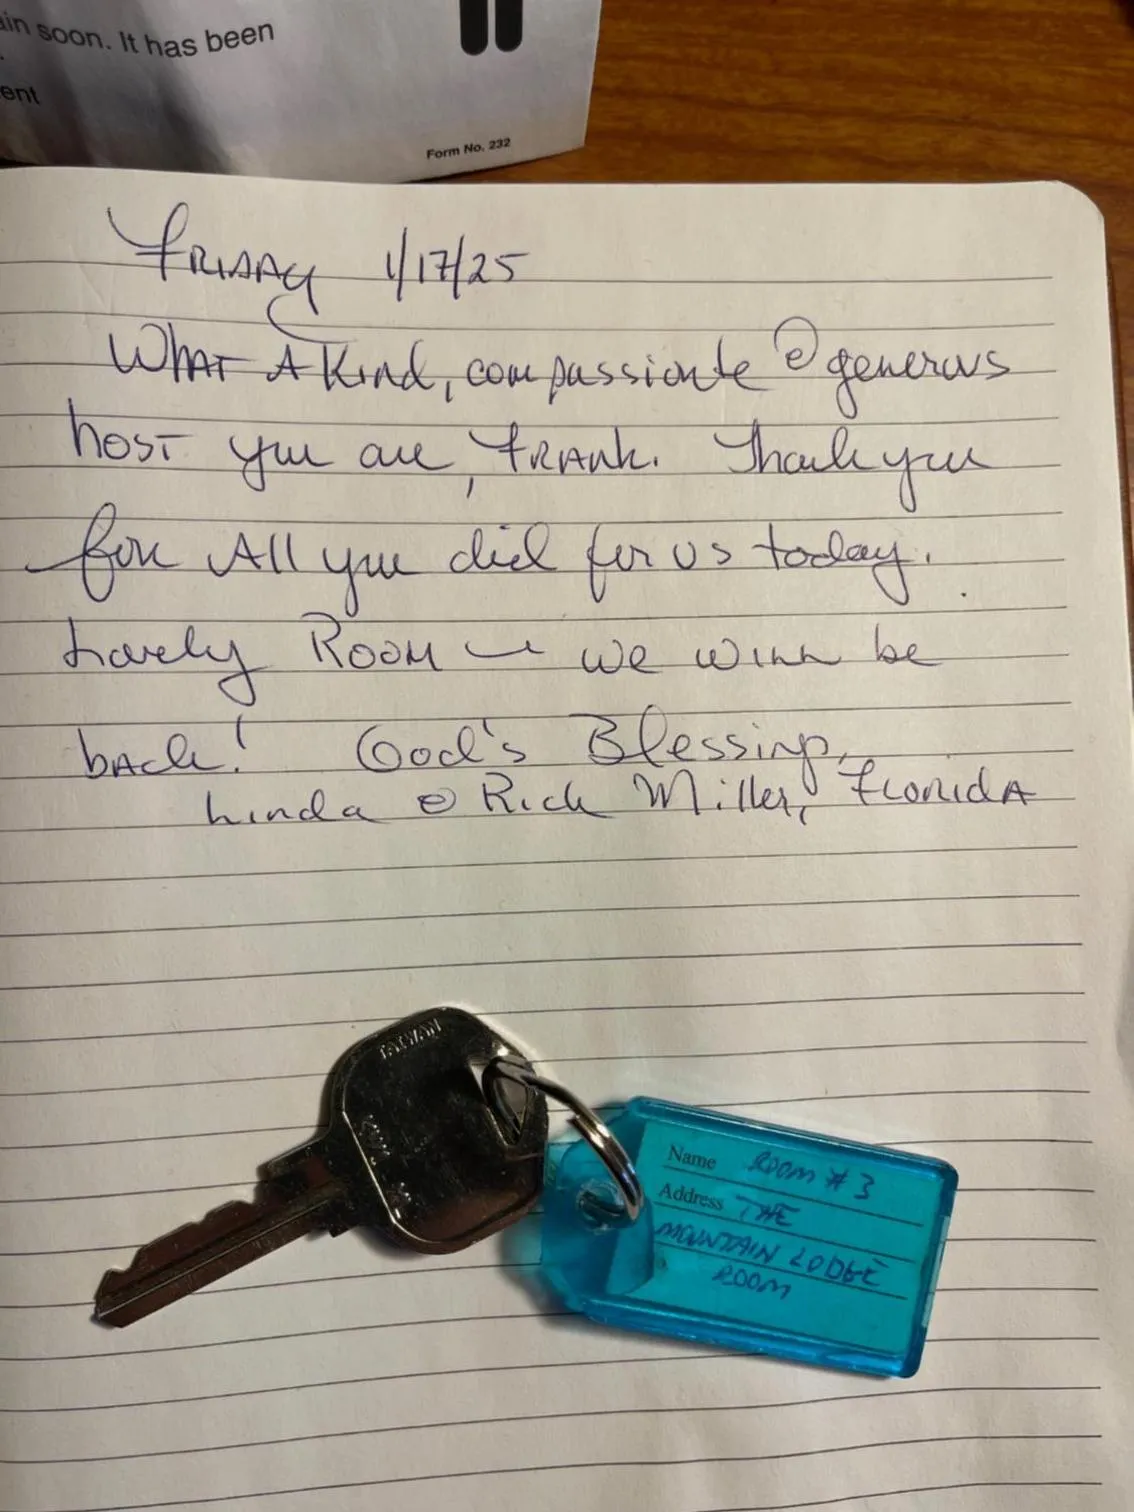 ain soon. It has been
ent
Form No. 232
FRIDAY 1/17/25
WHAT A KIND, compassionate & generous
host you are, FRANK. Thank you
for All you did for us today.
Lovely ROOM – we will be
back! God's Blessings,
Linda & Rick Miller, FLORIDA
TAIWAN
Name ROOM # 3
Address THE
MOUNTAIN LODGE
ROOM